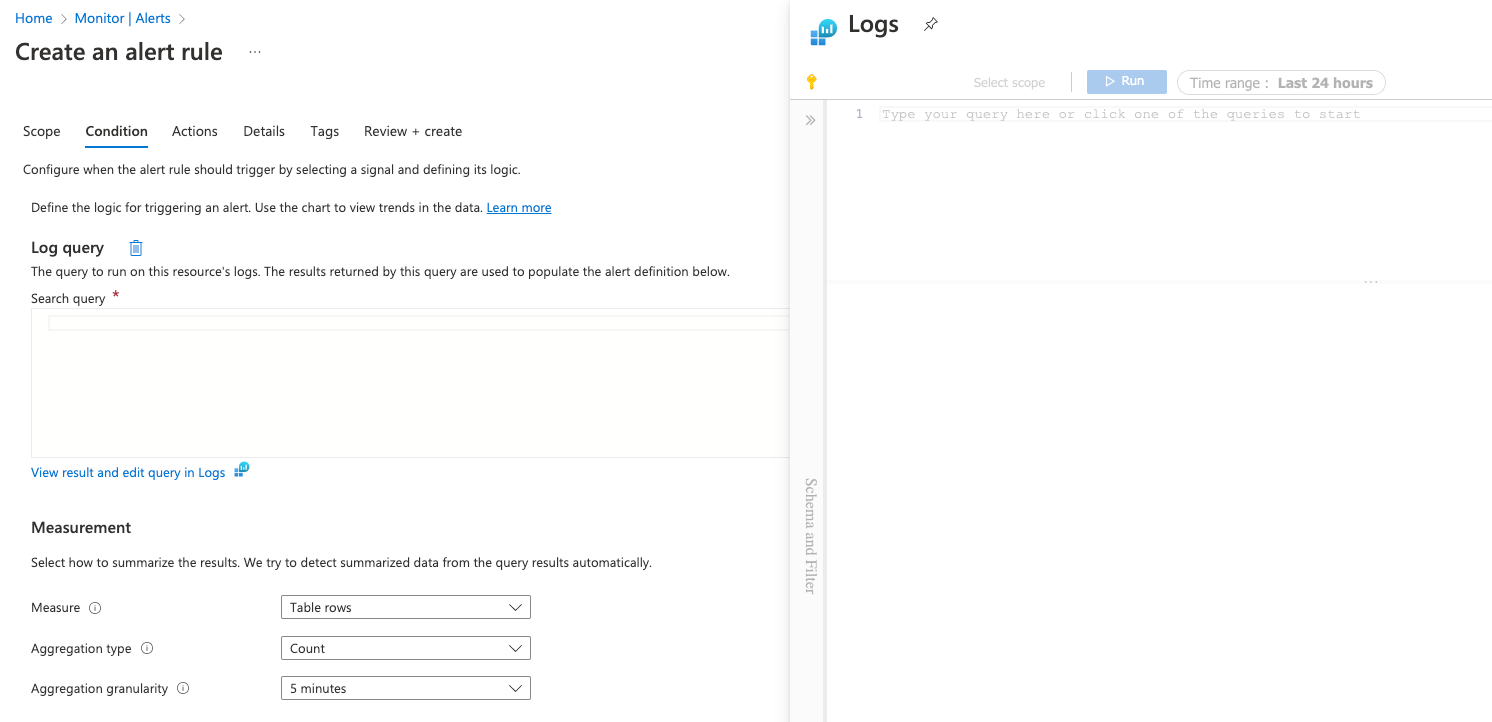 Home > Monitor | Alerts >
Create an alert rule ...
Scope Condition Actions Details Tags Review + create
Configure when the alert rule should trigger by selecting a signal and defining its logic.
Define the logic for triggering an alert. Use the chart to view trends in the data. Learn more
Log query
The query to run on this resource's logs. The results returned by this query are used to populate the alert definition below.
Search query *
View result and edit query in Logs
Measurement
Select how to summarize the results. We try to detect summarized data from the query results automatically.
Measure Table rows
Aggregation type Count
Aggregation granularity 5 minutes
Logs
Select scope Run Time range : Last 24 hours
1 Type your query here or click one of the queries to start
...
Schema and Filter